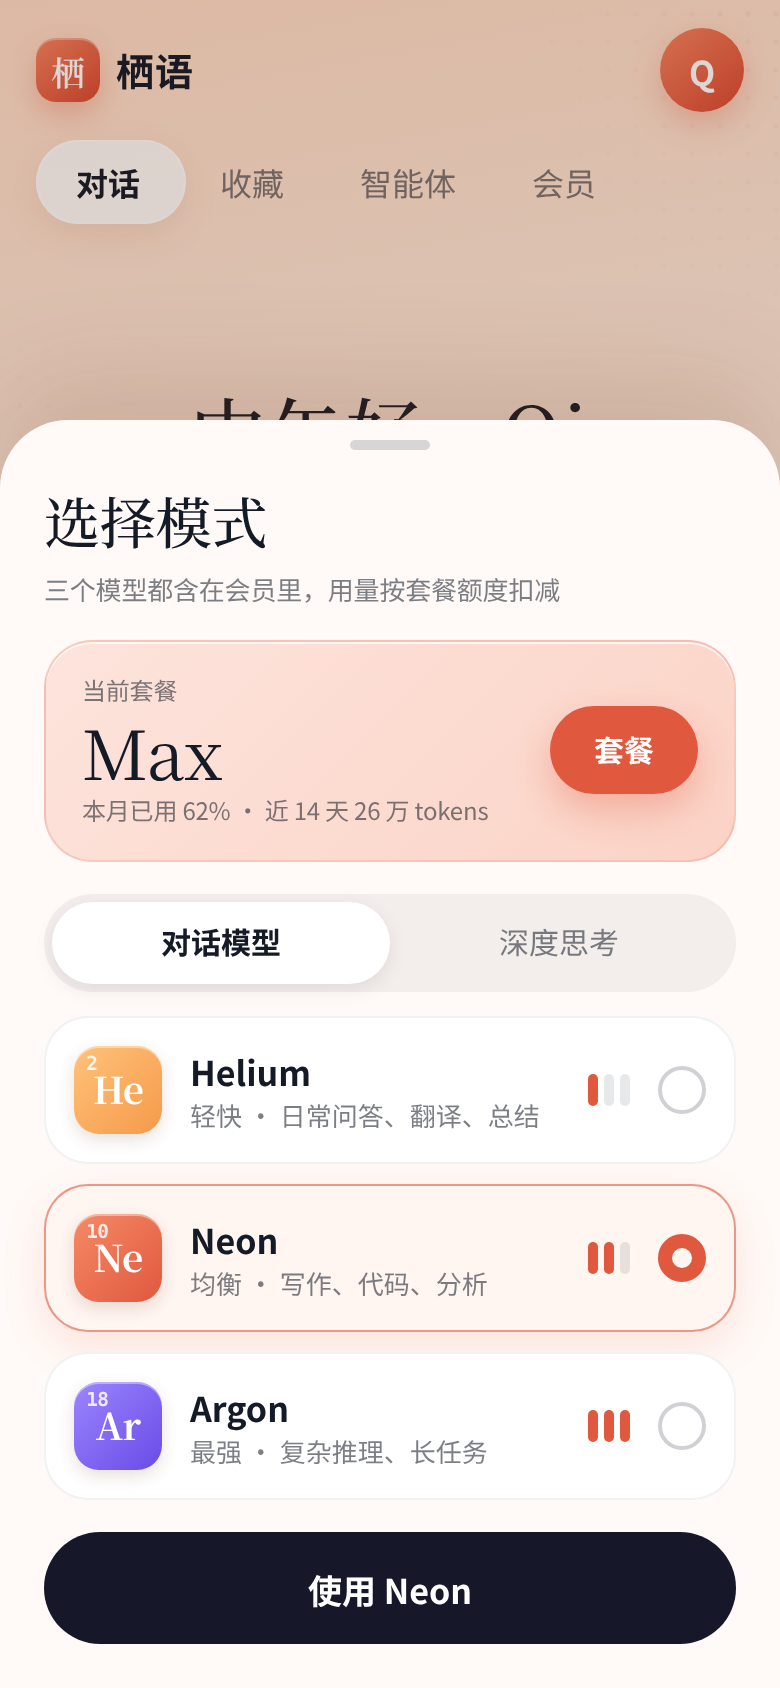 栖 栖语
Q
对话 收藏 智能体 会员
中午好，Qi
选择模式
三个模型都含在会员里，用量按套餐额度扣减
当前套餐
Max
本月已用 62% · 近 14 天 26 万 tokens
套餐
对话模型 深度思考
2
He
Helium
轻快 · 日常问答、翻译、总结
10
Ne
Neon
均衡 · 写作、代码、分析
18
Ar
Argon
最强 · 复杂推理、长任务
使用 Neon